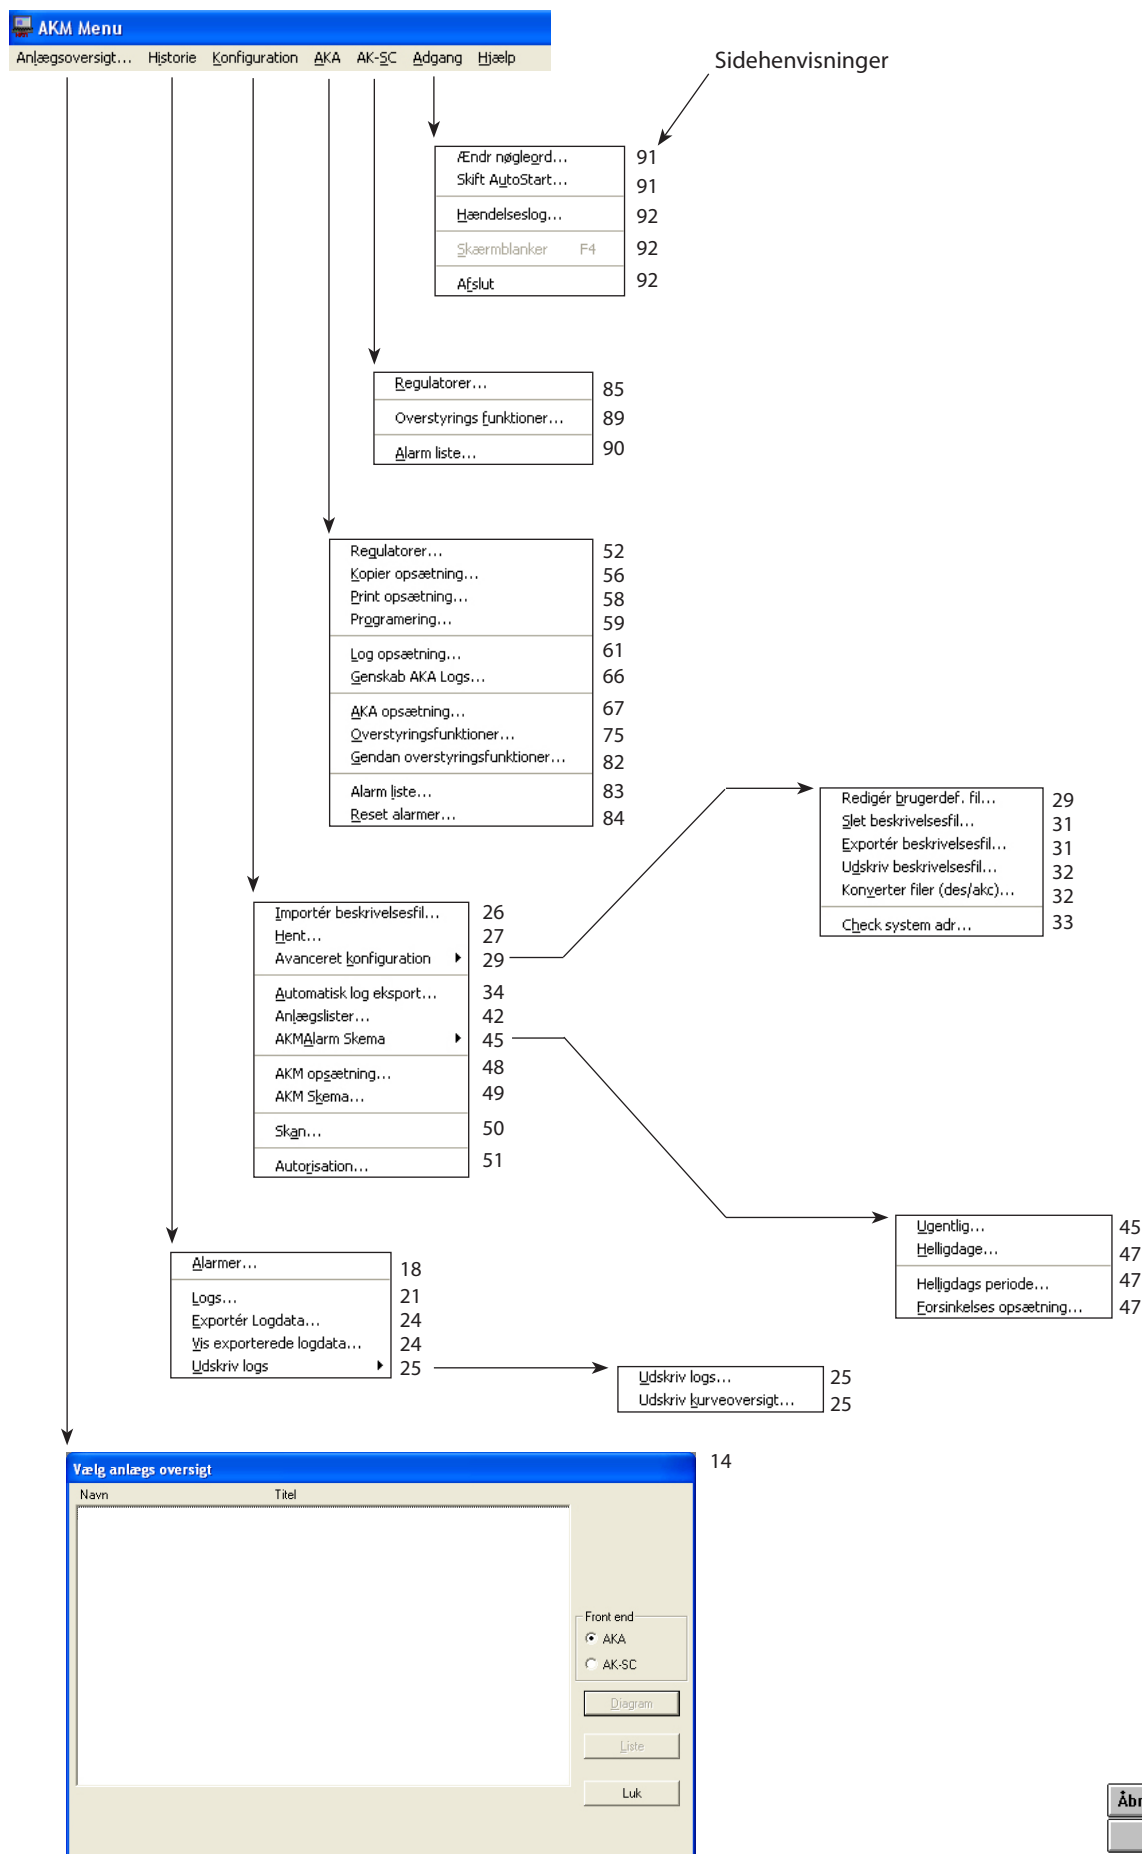 AKM Menu
Anlægsoversigt... Historie Konfiguration AKA AK-SC Adgang Hjælp
Sidehenvisninger
Ændr nøgleord... 91
Skift AutoStart... 91
Hændelseslog... 92
Skærmblanker F4 92
Afslut 92
Regulatorer... 85
Overstyrings funktioner... 89
Alarm liste... 90
Regulatorer... 52
Kopier opsætning... 56
Print opsætning... 58
Programering... 59
Log opsætning... 61
Genskab AKA Logs... 66
AKA opsætning... 67
Overstyringsfunktioner... 75
Gendan overstyringsfunktioner... 82
Alarm liste... 83
Reset alarmer... 84
Redigér brugerdef. fil... 29
Slet beskrivelsesfil... 31
Exportér beskrivelsesfil... 31
Udskriv beskrivelsesfil... 32
Konverter filer (des/akc)... 32
Check system adr... 33
Importér beskrivelsesfil... 26
Hent... 27
Avanceret konfiguration 29
Automatisk log eksport... 34
Anlægslister... 42
AKMAlarm Skema 45
AKM opsætning... 48
AKM Skema... 49
Skan... 50
Autorisation... 51
Ugentlig... 45
Helligdage... 47
Helligdags periode... 47
Forsinkelses opsætning... 47
Alarmer... 18
Logs... 21
Exportér Logdata... 24
Vis exporterede logdata... 24
Udskriv logs 25
Udskriv logs... 25
Udskriv kurveoversigt... 25
Vælg anlægs oversigt 14
Navn Titel
Front end
AKA
AK-SC
Diagram
Liste
Luk